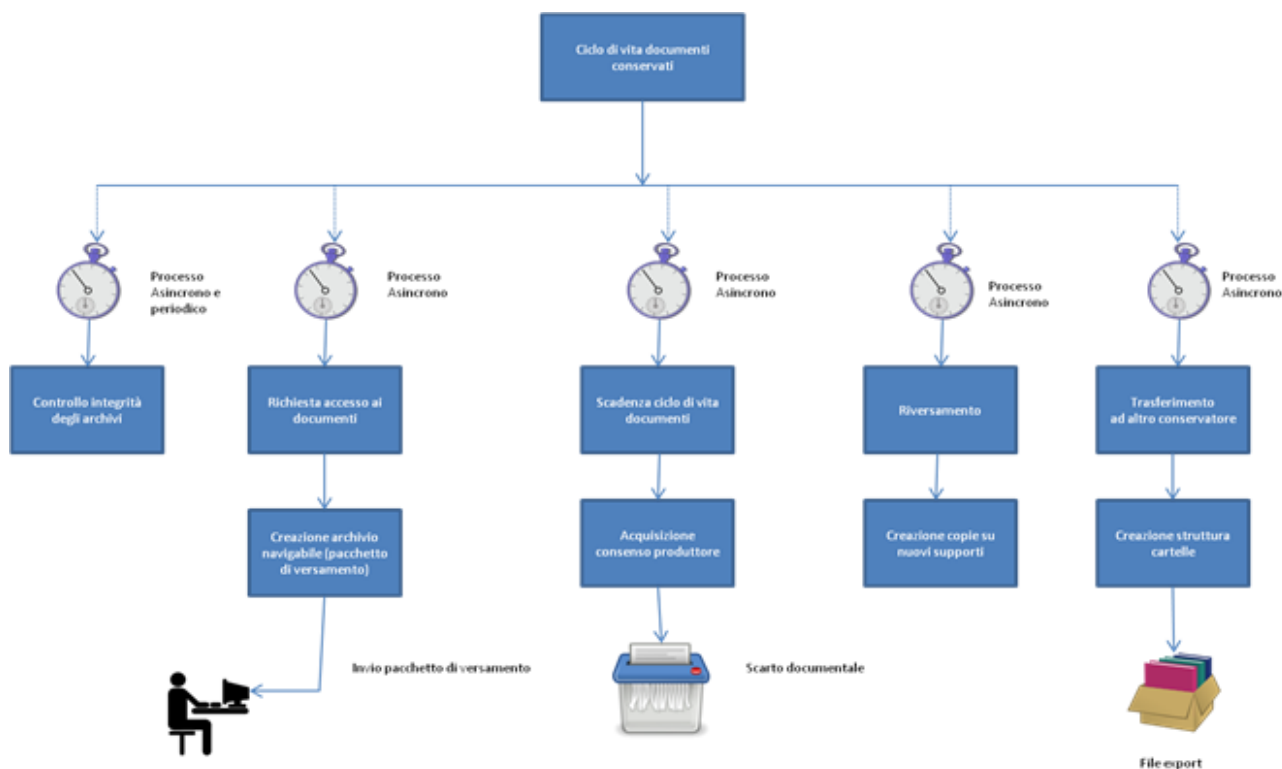 Ciclo di vita documenti
conservati
Processo
Asincrono e
periodico
Processo
Asincrono
Processo
Asincrono
Processo
Asincrono
Processo
Asincrono
Controllo integrità
degli archivi
Richiesta accesso ai
documenti
Scadenza ciclo di vita
documenti
Riversamento
Trasferimento
ad altro conservatore
Creazione archivio
navigabile (pacchetto
di versamento)
Acquisizione
consenso produttore
Creazione copie su
nuovi supporti
Creazione struttura
cartelle
Invio pacchetto di versamento
Scarto documentale
File export